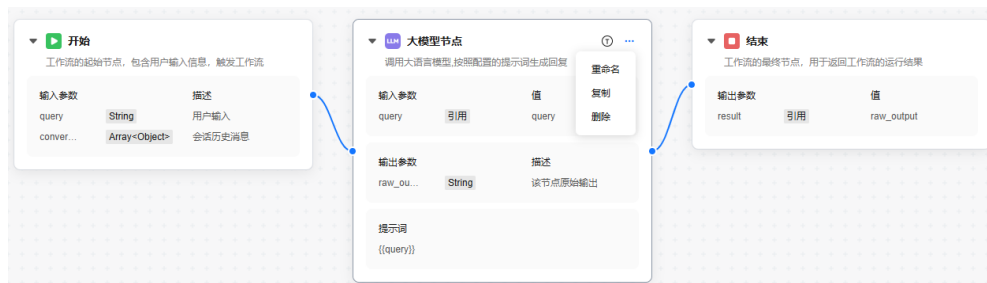 开始
工作流的起始节点，包含用户输入信息，触发工作流
输入参数 描述
query String 用户输入
conver... Array<Object> 会话历史消息
LLM 大模型节点
调用大语言模型,按照配置的提示词生成回复
输入参数 值
query 引用 query
重命名
复制
删除
输出参数 描述
raw_ou... String 该节点原始输出
提示词
{{query}}
结束
工作流的最终节点，用于返回工作流的运行结果
输出参数 值
result 引用 raw_output